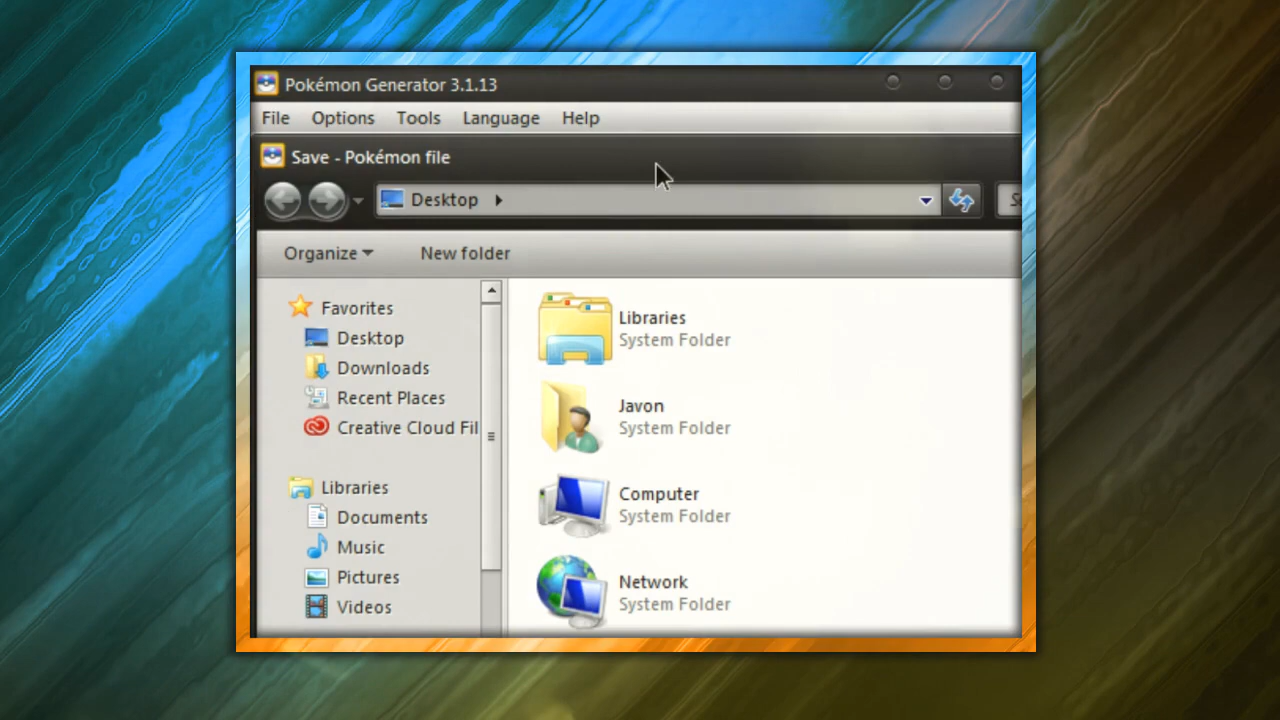 Pokémon Generator 3.1.13
File Options Tools Language Help
Save - Pokémon file
Desktop
Organize New folder
Favorites
Desktop
Downloads
Recent Places
Creative Cloud Fil
Libraries
Documents
Music
Pictures
Videos
Libraries
System Folder
Javon
System Folder
Computer
System Folder
Network
System Folder